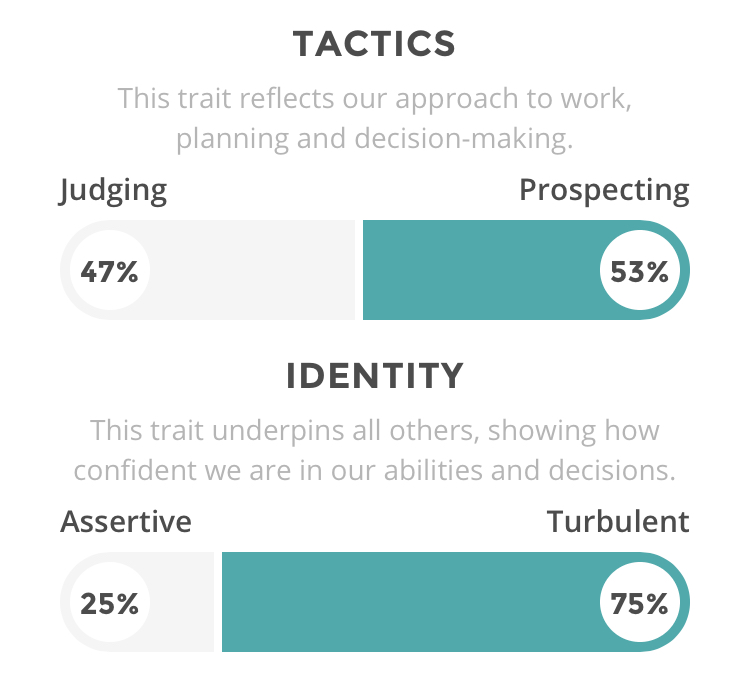 TACTICS
This trait reflects our approach to work,
planning and decision-making.
Judging Prospecting
47% 53%
IDENTITY
This trait underpins all others, showing how
confident we are in our abilities and decisions.
Assertive Turbulent
25% 75%